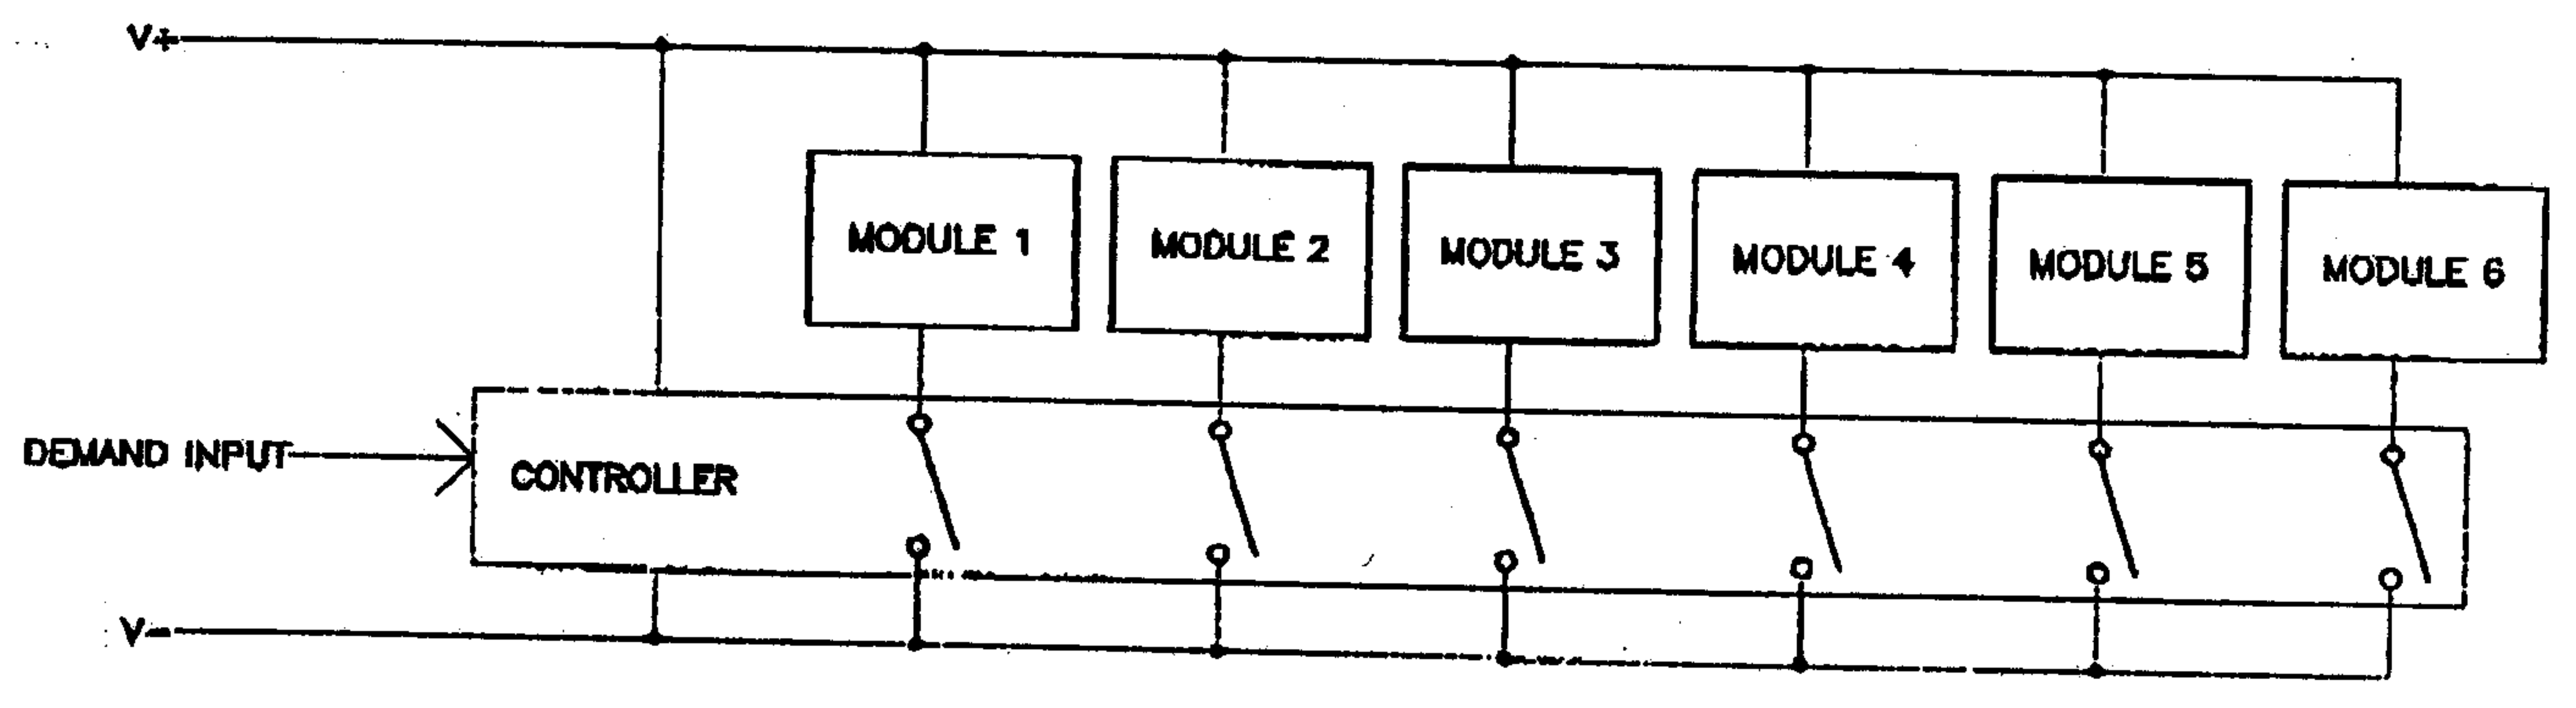 V+
MODULE 1
MODULE 2
MODULE 3
MODULE 4
MODULE 5
MODULE 6
DEMAND INPUT
CONTROLLER
V-